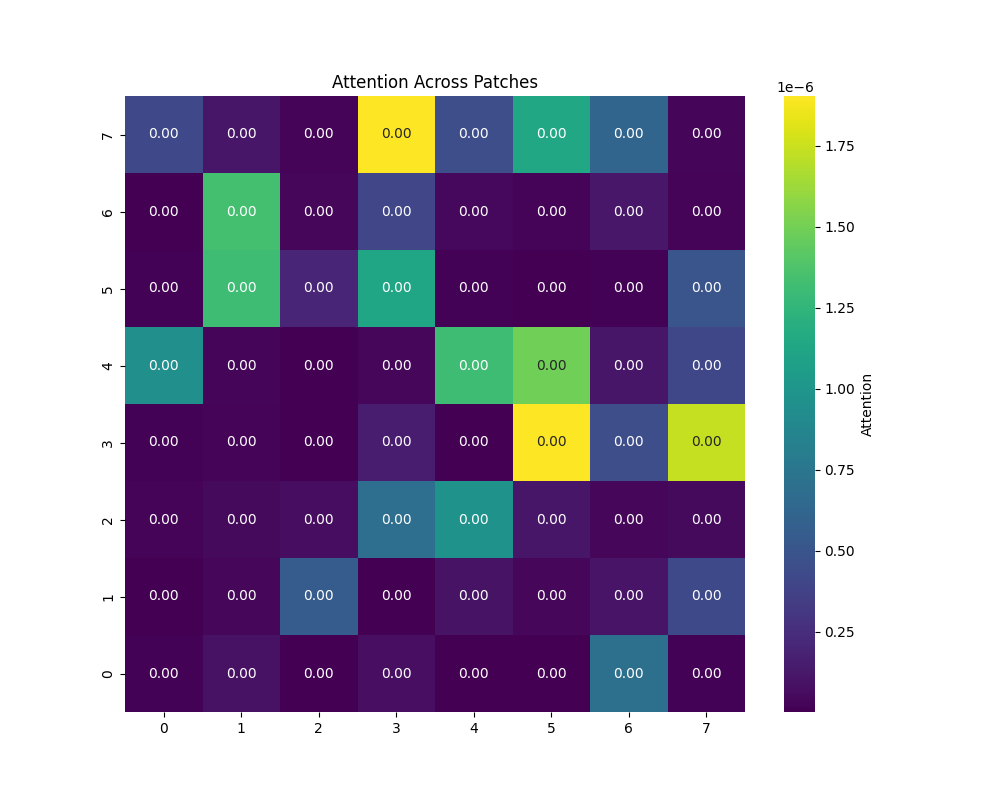 Attention Across Patches
1e−6
7 0.00 0.00 0.00 0.00 0.00 0.00 0.00 0.00
1.75
6 0.00 0.00 0.00 0.00 0.00 0.00 0.00 0.00
1.50
5 0.00 0.00 0.00 0.00 0.00 0.00 0.00 0.00
1.25
4 0.00 0.00 0.00 0.00 0.00 0.00 0.00 0.00
1.00
Attention
3 0.00 0.00 0.00 0.00 0.00 0.00 0.00 0.00
0.75
2 0.00 0.00 0.00 0.00 0.00 0.00 0.00 0.00
0.50
1 0.00 0.00 0.00 0.00 0.00 0.00 0.00 0.00
0.25
0 0.00 0.00 0.00 0.00 0.00 0.00 0.00 0.00
0 1 2 3 4 5 6 7